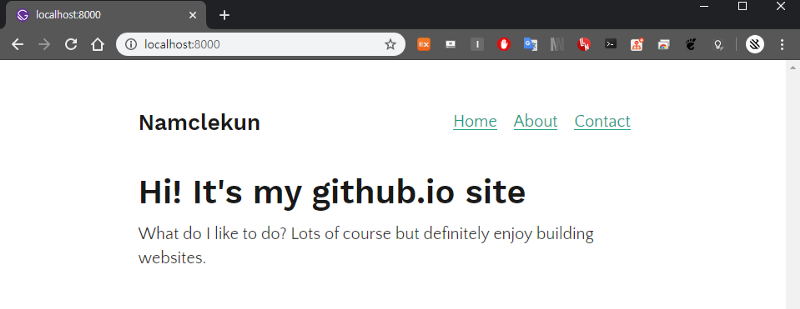 localhost:8000
localhost:8000
Namclekun
Home About Contact
Hi! It's my github.io site
What do I like to do? Lots of course but definitely enjoy building
websites.